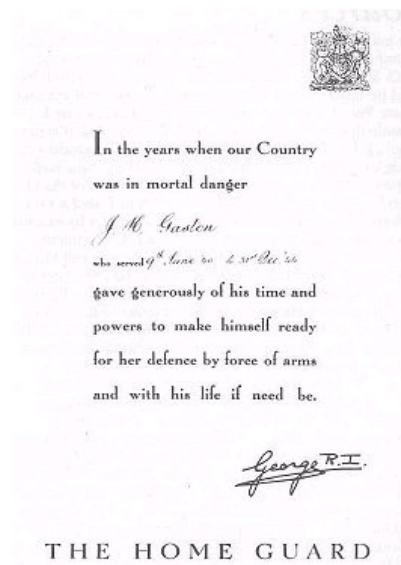 In the years when our Country
was in mortal danger
J. M. Gaston
who served 9th June '40 to 31st Dec '44
gave generously of his time and
powers to make himself ready
for her defence by force of arms
and with his life if need be.
George R.I.
THE HOME GUARD